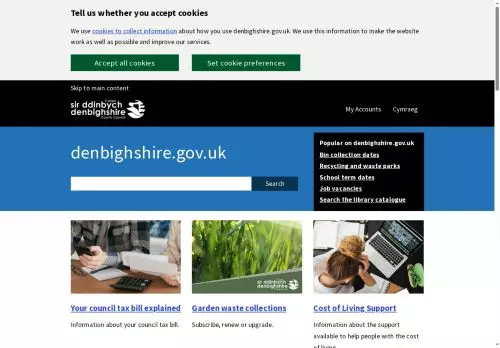 Tell us whether you accept cookies
We use cookies to collect information about how you use denbighshire.gov.uk. We use this information to make the website
work as well as possible and improve our services.
Accept all cookies
Set cookie preferences
Skip to main content
Cyngor
sir ddinbych
denbighshire
County Council
My Accounts
Cymraeg
denbighshire.gov.uk
Search
Popular on denbighshire.gov.uk
Bin collection dates
Recycling and waste parks
School term dates
Job vacancies
Search the library catalogue
sir ddinbych
denbighshire
Your council tax bill explained
Information about your council tax bill.
Garden waste collections
Subscribe, renew or upgrade.
Cost of Living Support
Information about the support
available to help people with the cost
of living